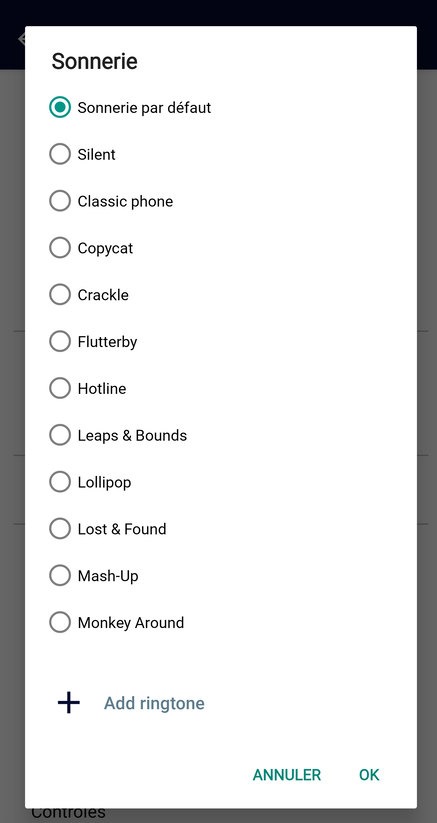 Sonnerie
Sonnerie par défaut
Silent
Classic phone
Copycat
Crackle
Flutterby
Hotline
Leaps & Bounds
Lollipop
Lost & Found
Mash-Up
Monkey Around
Add ringtone
ANNULER OK
Contrôles